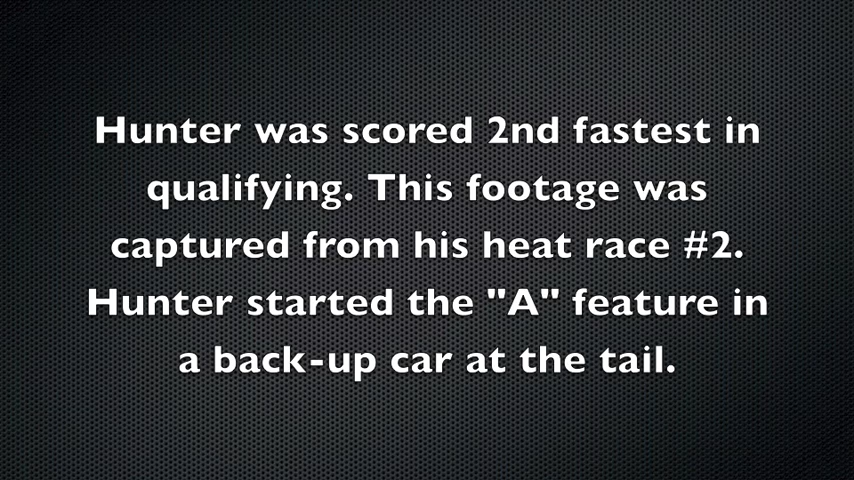 Hunter was scored 2nd fastest in
qualifying. This footage was
captured from his heat race #2.
Hunter started the "A" feature in
a back-up car at the tail.